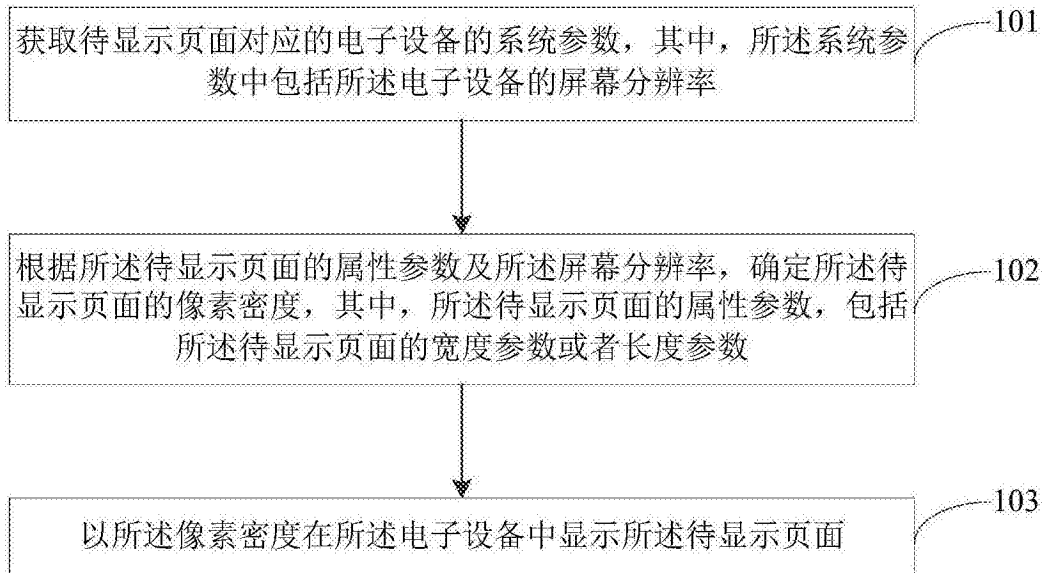 获取待显示页面对应的电子设备的系统参数，其中，所述系统参
数中包括所述电子设备的屏幕分辨率
101
根据所述待显示页面的属性参数及所述屏幕分辨率，确定所述待
显示页面的像素密度，其中，所述待显示页面的属性参数，包括
所述待显示页面的宽度参数或者长度参数
102
以所述像素密度在所述电子设备中显示所述待显示页面
103